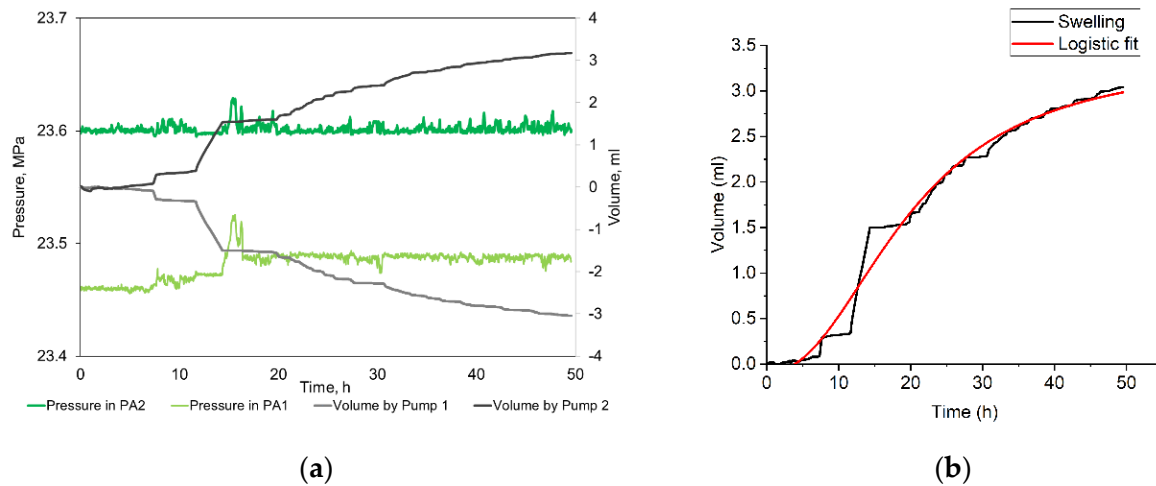 23.7
23.6
23.5
23.4
Pressure, MPa
4
3
2
1
0
-1
-2
-3
-4
Volume, ml
0 10 20 30 40 50
Time, h
Pressure in PA2 Pressure in PA1 Volume by Pump 1 Volume by Pump 2
(a)
Swelling
Logistic fit
3.5
3.0
2.5
2.0
1.5
1.0
0.5
0.0
Volume (ml)
0 10 20 30 40 50
Time (h)
(b)